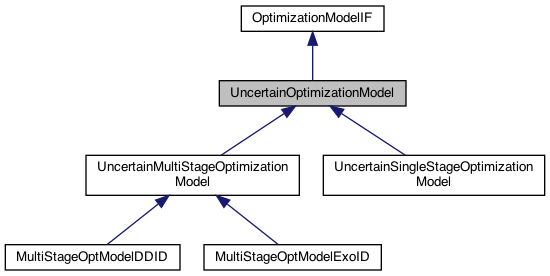 OptimizationModelIF
UncertainOptimizationModel
UncertainMultiStageOptimization
Model
UncertainSingleStageOptimization
Model
MultiStageOptModelDDID
MultiStageOptModelExoID